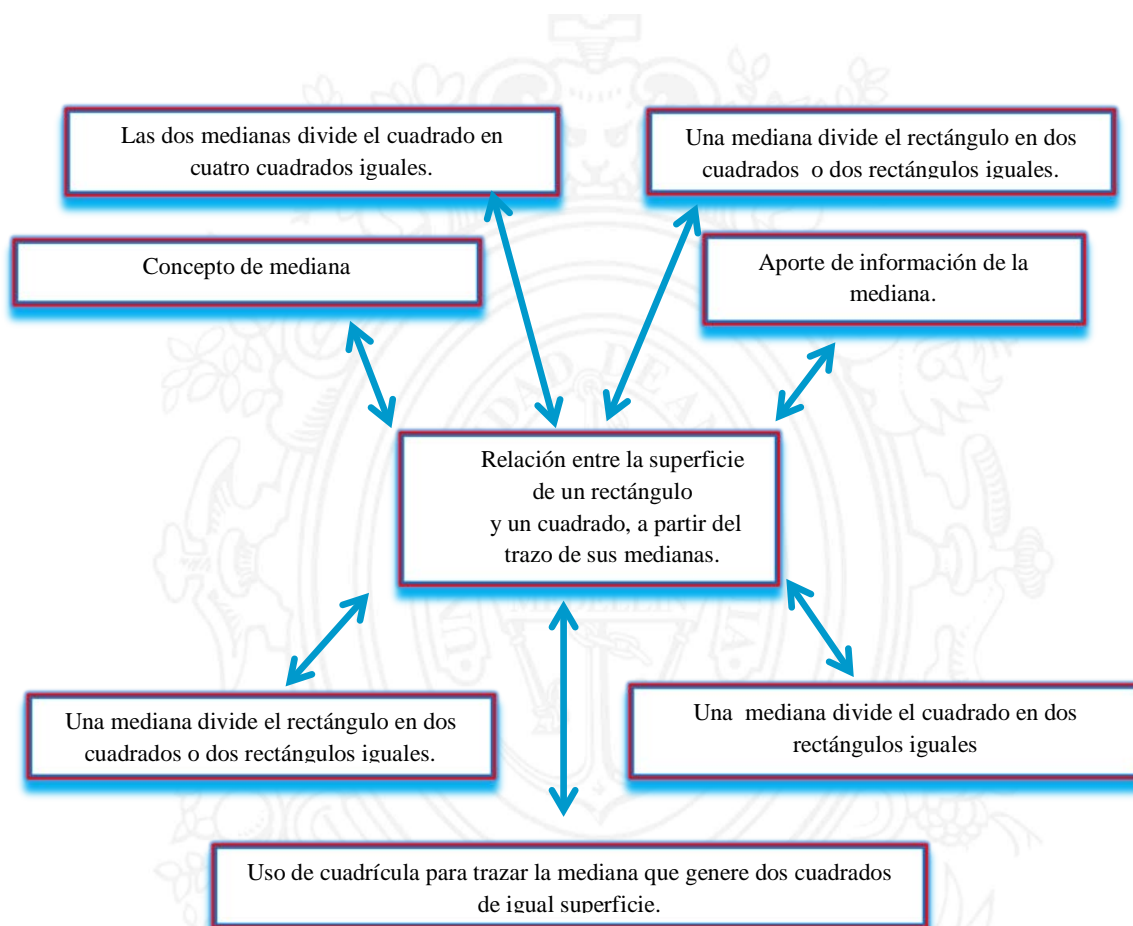 Las dos medianas divide el cuadrado en
cuatro cuadrados iguales.
Una mediana divide el rectángulo en dos
cuadrados o dos rectángulos iguales.
Concepto de mediana
Aporte de información de la
mediana.
Relación entre la superficie
de un rectángulo
y un cuadrado, a partir del
trazo de sus medianas.
Una mediana divide el rectángulo en dos
cuadrados o dos rectángulos iguales.
Una mediana divide el cuadrado en dos
rectángulos iguales
Uso de cuadrícula para trazar la mediana que genere dos cuadrados
de igual superficie.